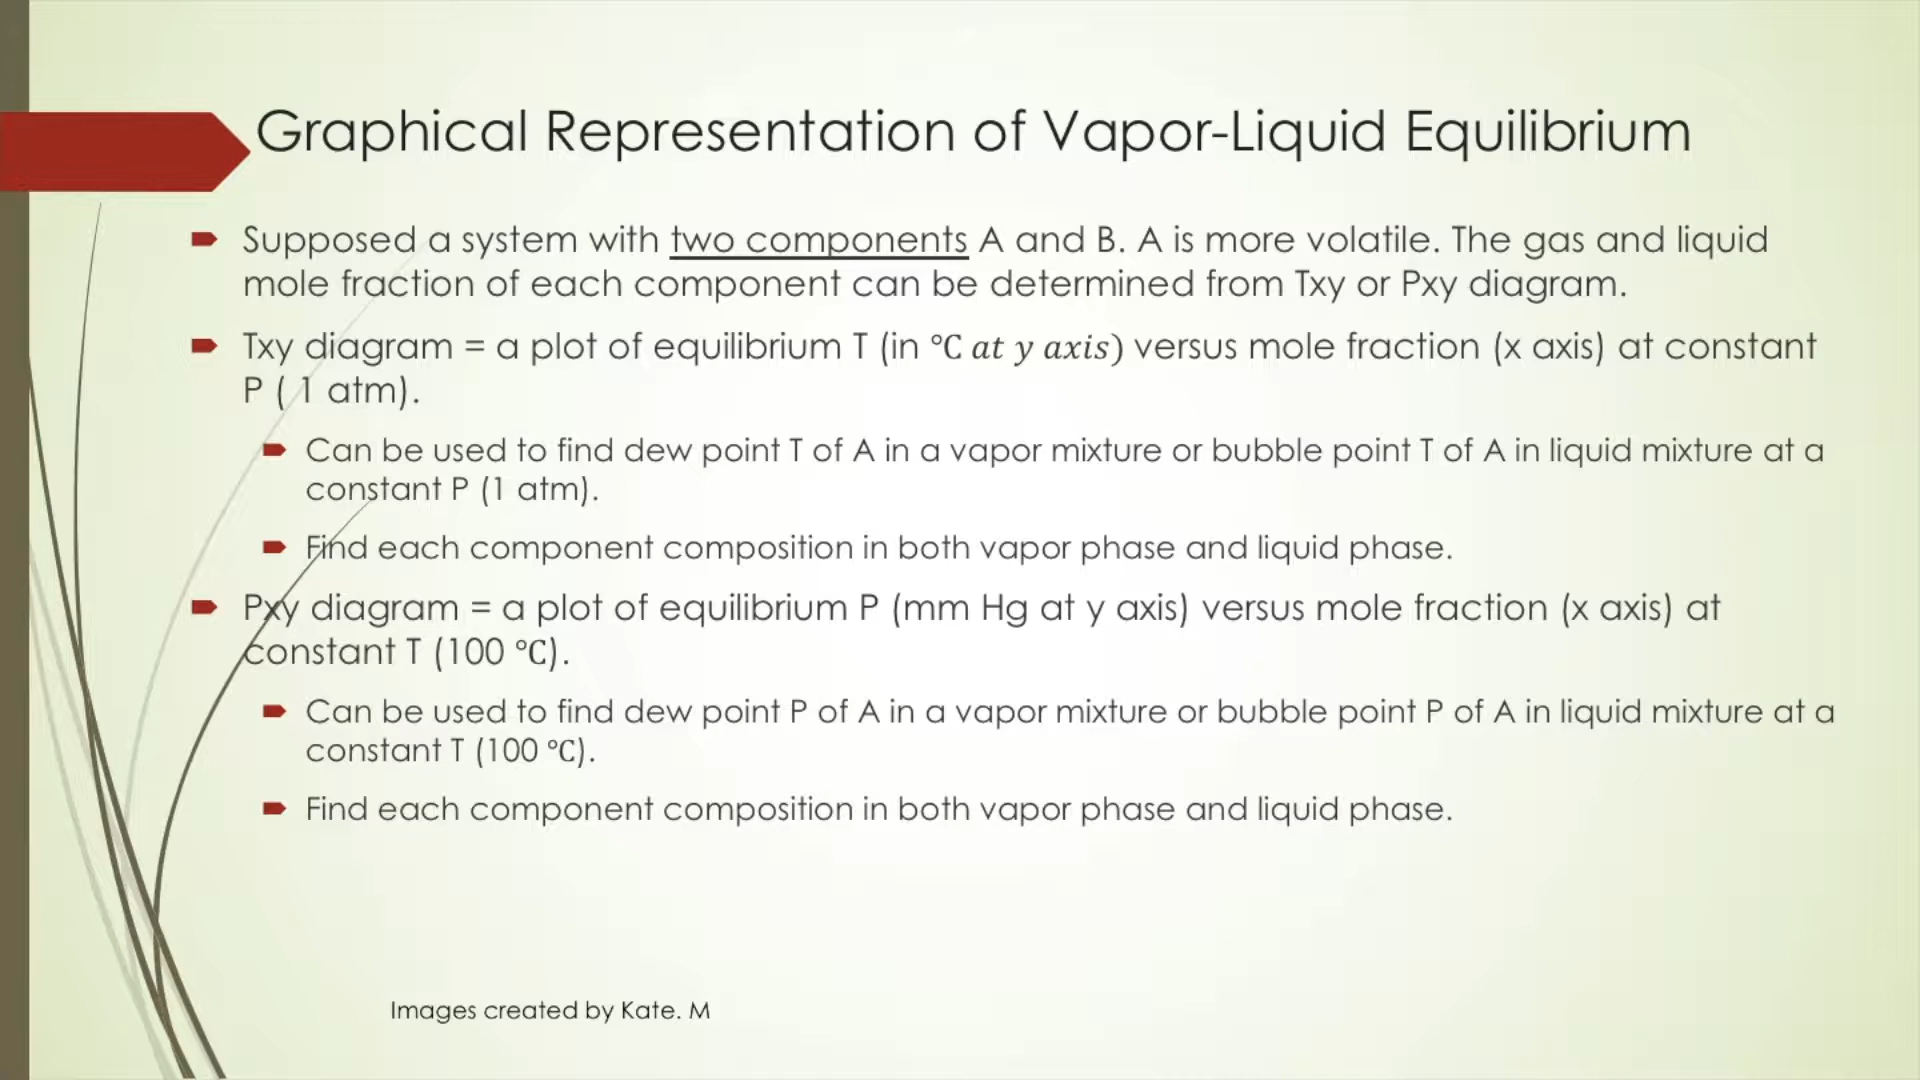 Graphical Representation of Vapor-Liquid Equilibrium
Supposed a system with two components A and B. A is more volatile. The gas and liquid
mole fraction of each component can be determined from Txy or Pxy diagram.
Txy diagram = a plot of equilibrium T (in ℃ at y axis) versus mole fraction (x axis) at constant
P ( 1 atm).
Can be used to find dew point T of A in a vapor mixture or bubble point T of A in liquid mixture at a
constant P (1 atm).
Find each component composition in both vapor phase and liquid phase.
Pxy diagram = a plot of equilibrium P (mm Hg at y axis) versus mole fraction (x axis) at
constant T (100 ℃).
Can be used to find dew point P of A in a vapor mixture or bubble point P of A in liquid mixture at a
constant T (100 ℃).
Find each component composition in both vapor phase and liquid phase.
Images created by Kate. M